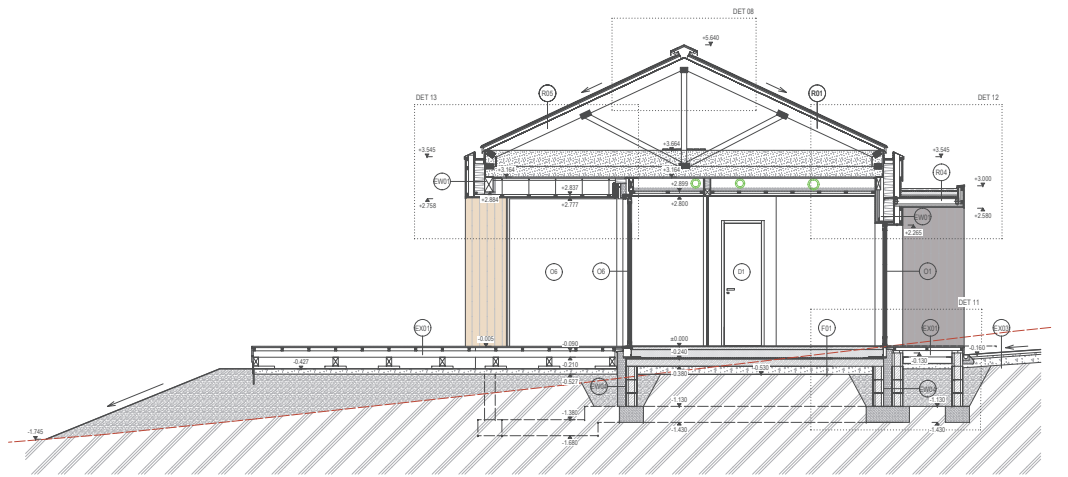 DET 08
+5.640
R05
R01
DET 13
DET 12
+3.545
+3.664
+3.545
+3.164
+3.164
R04
EW01
+2.837
+2.899
+3.000
+2.758
+2.884
+2.777
+2.800
EW01
+2.580
+2.265
O6
O6
D1
O1
DET 11
EX01
F01
EX01
EX03
-0.005
-0.090
±0.000
-0.160
-0.427
-0.210
-0.240
-0.130
-0.527
-0.380
-0.530
-1.130
-1.130
-1.380
-1.430
-1.430
-1.745
-1.680